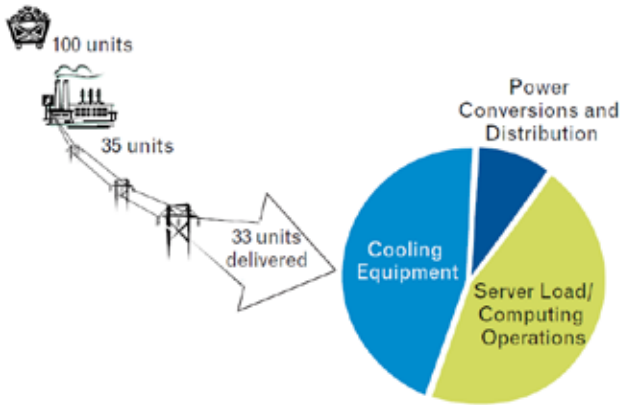 100 units
35 units
33 units
delivered
Power
Conversions and
Distribution
Cooling
Equipment
Server Load/
Computing
Operations